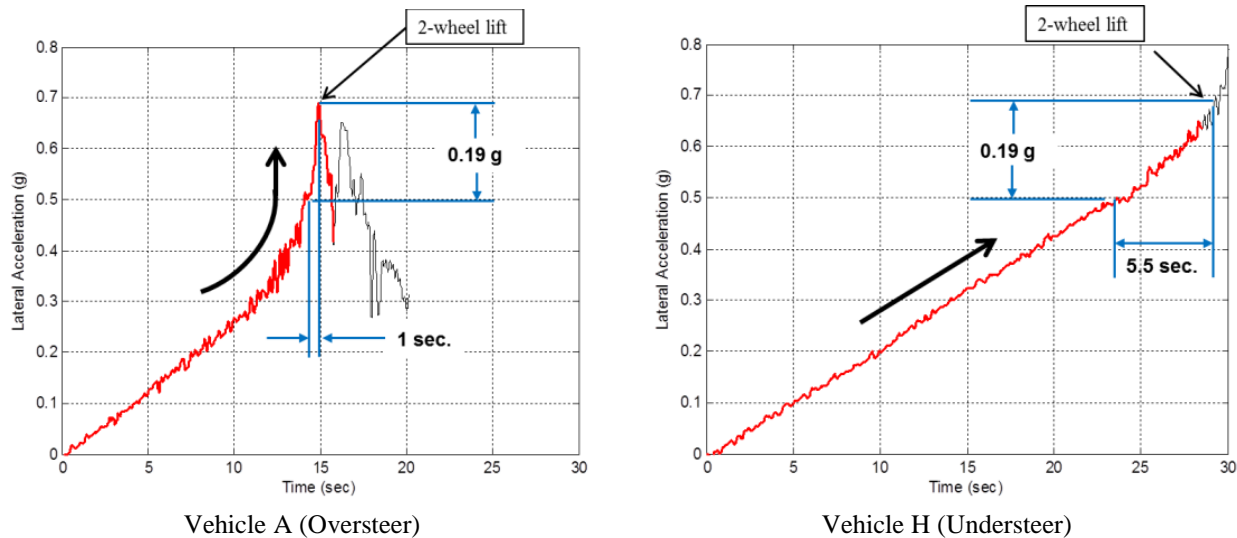 2-wheel lift
0.8
0.7
0.6
0.5
0.4
0.3
0.2
0.1
0
Lateral Acceleration (g)
0.19 g
1 sec.
0 5 10 15 20 25 30
Time (sec)
Vehicle A (Oversteer)
2-wheel lift
0.8
0.7
0.6
0.5
0.4
0.3
0.2
0.1
0
Lateral Acceleration (g)
0.19 g
5.5 sec.
0 5 10 15 20 25 30
Time (sec)
Vehicle H (Understeer)